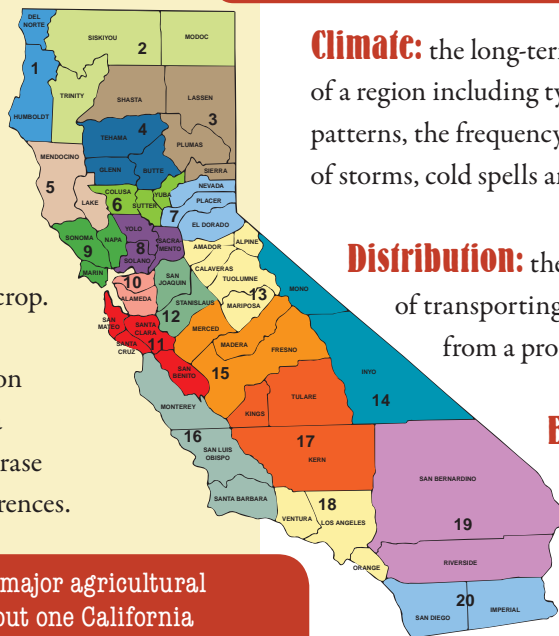 DEL
NORTE
SISKIYOU
MODOC
2
1
TRINITY
HUMBOLDT
SHASTA
LASSEN
3
TEHAMA
4
PLUMAS
MENDOCINO
GLENN
BUTTE
SIERRA
5
COLUSA
6
LAKE
SUTTER
YUBA
NEVADA
PLACER
7
EL DORADO
SONOMA
9
NAPA
YOLO
8
SOLANO
SACRA-
MENTO
MARIN
AMADOR
ALPINE
10
ALAMEDA
SAN
JOAQUIN
CALAVERAS
TUOLUMNE
13
MARIPOSA
MONO
SAN
MATEO
SANTA
CLARA
SANTA
CRUZ
11
12
STANISLAUS
MERCED
MADERA
FRESNO
SAN
BENITO
15
INYO
14
MONTEREY
KINGS
TULARE
16
SAN LUIS
OBISPO
17
KERN
SANTA BARBARA
VENTURA
18
LOS ANGELES
SAN BERNARDINO
19
ORANGE
RIVERSIDE
SAN DIEGO
20
IMPERIAL
Climate: the long-term
of a region including
patterns, the frequency
of storms, cold spells
Distribution: the
of transporting
from a
crop.
on
rase
rences.
major agricultural
out one California